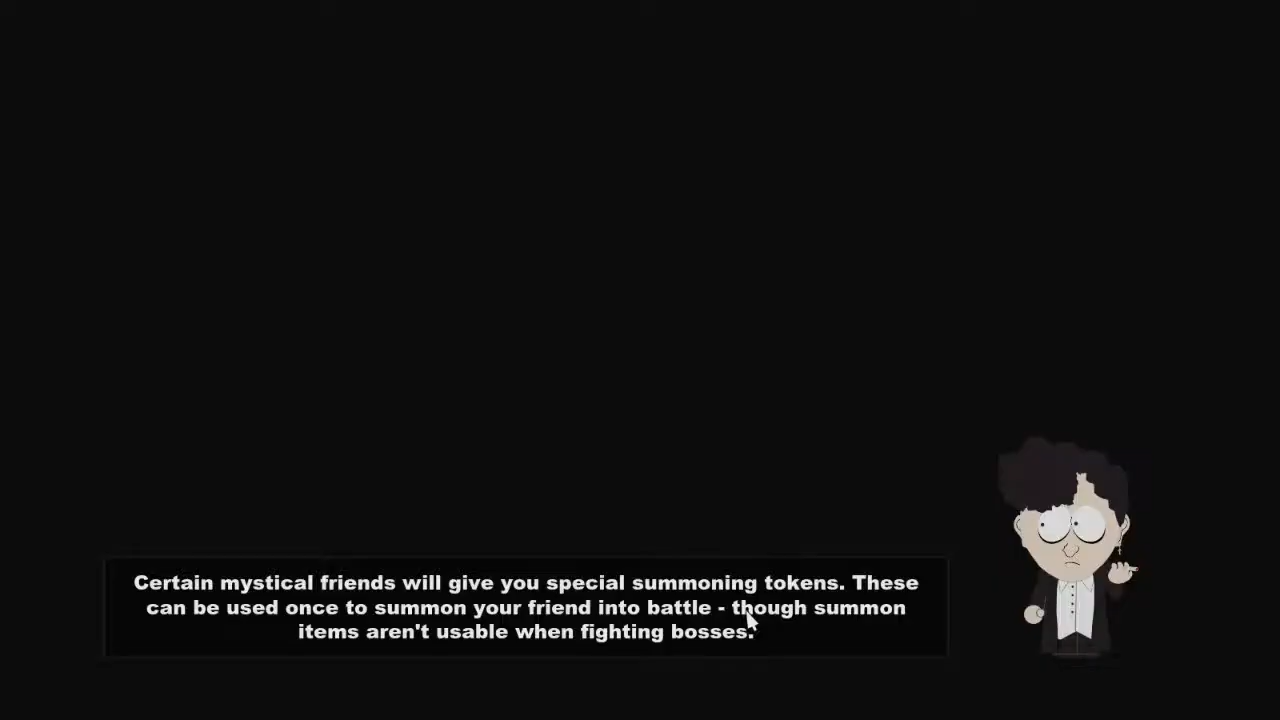 Certain mystical friends will give you special summoning tokens. These
can be used once to summon your friend into battle - though summon
items aren't usable when fighting bosses.